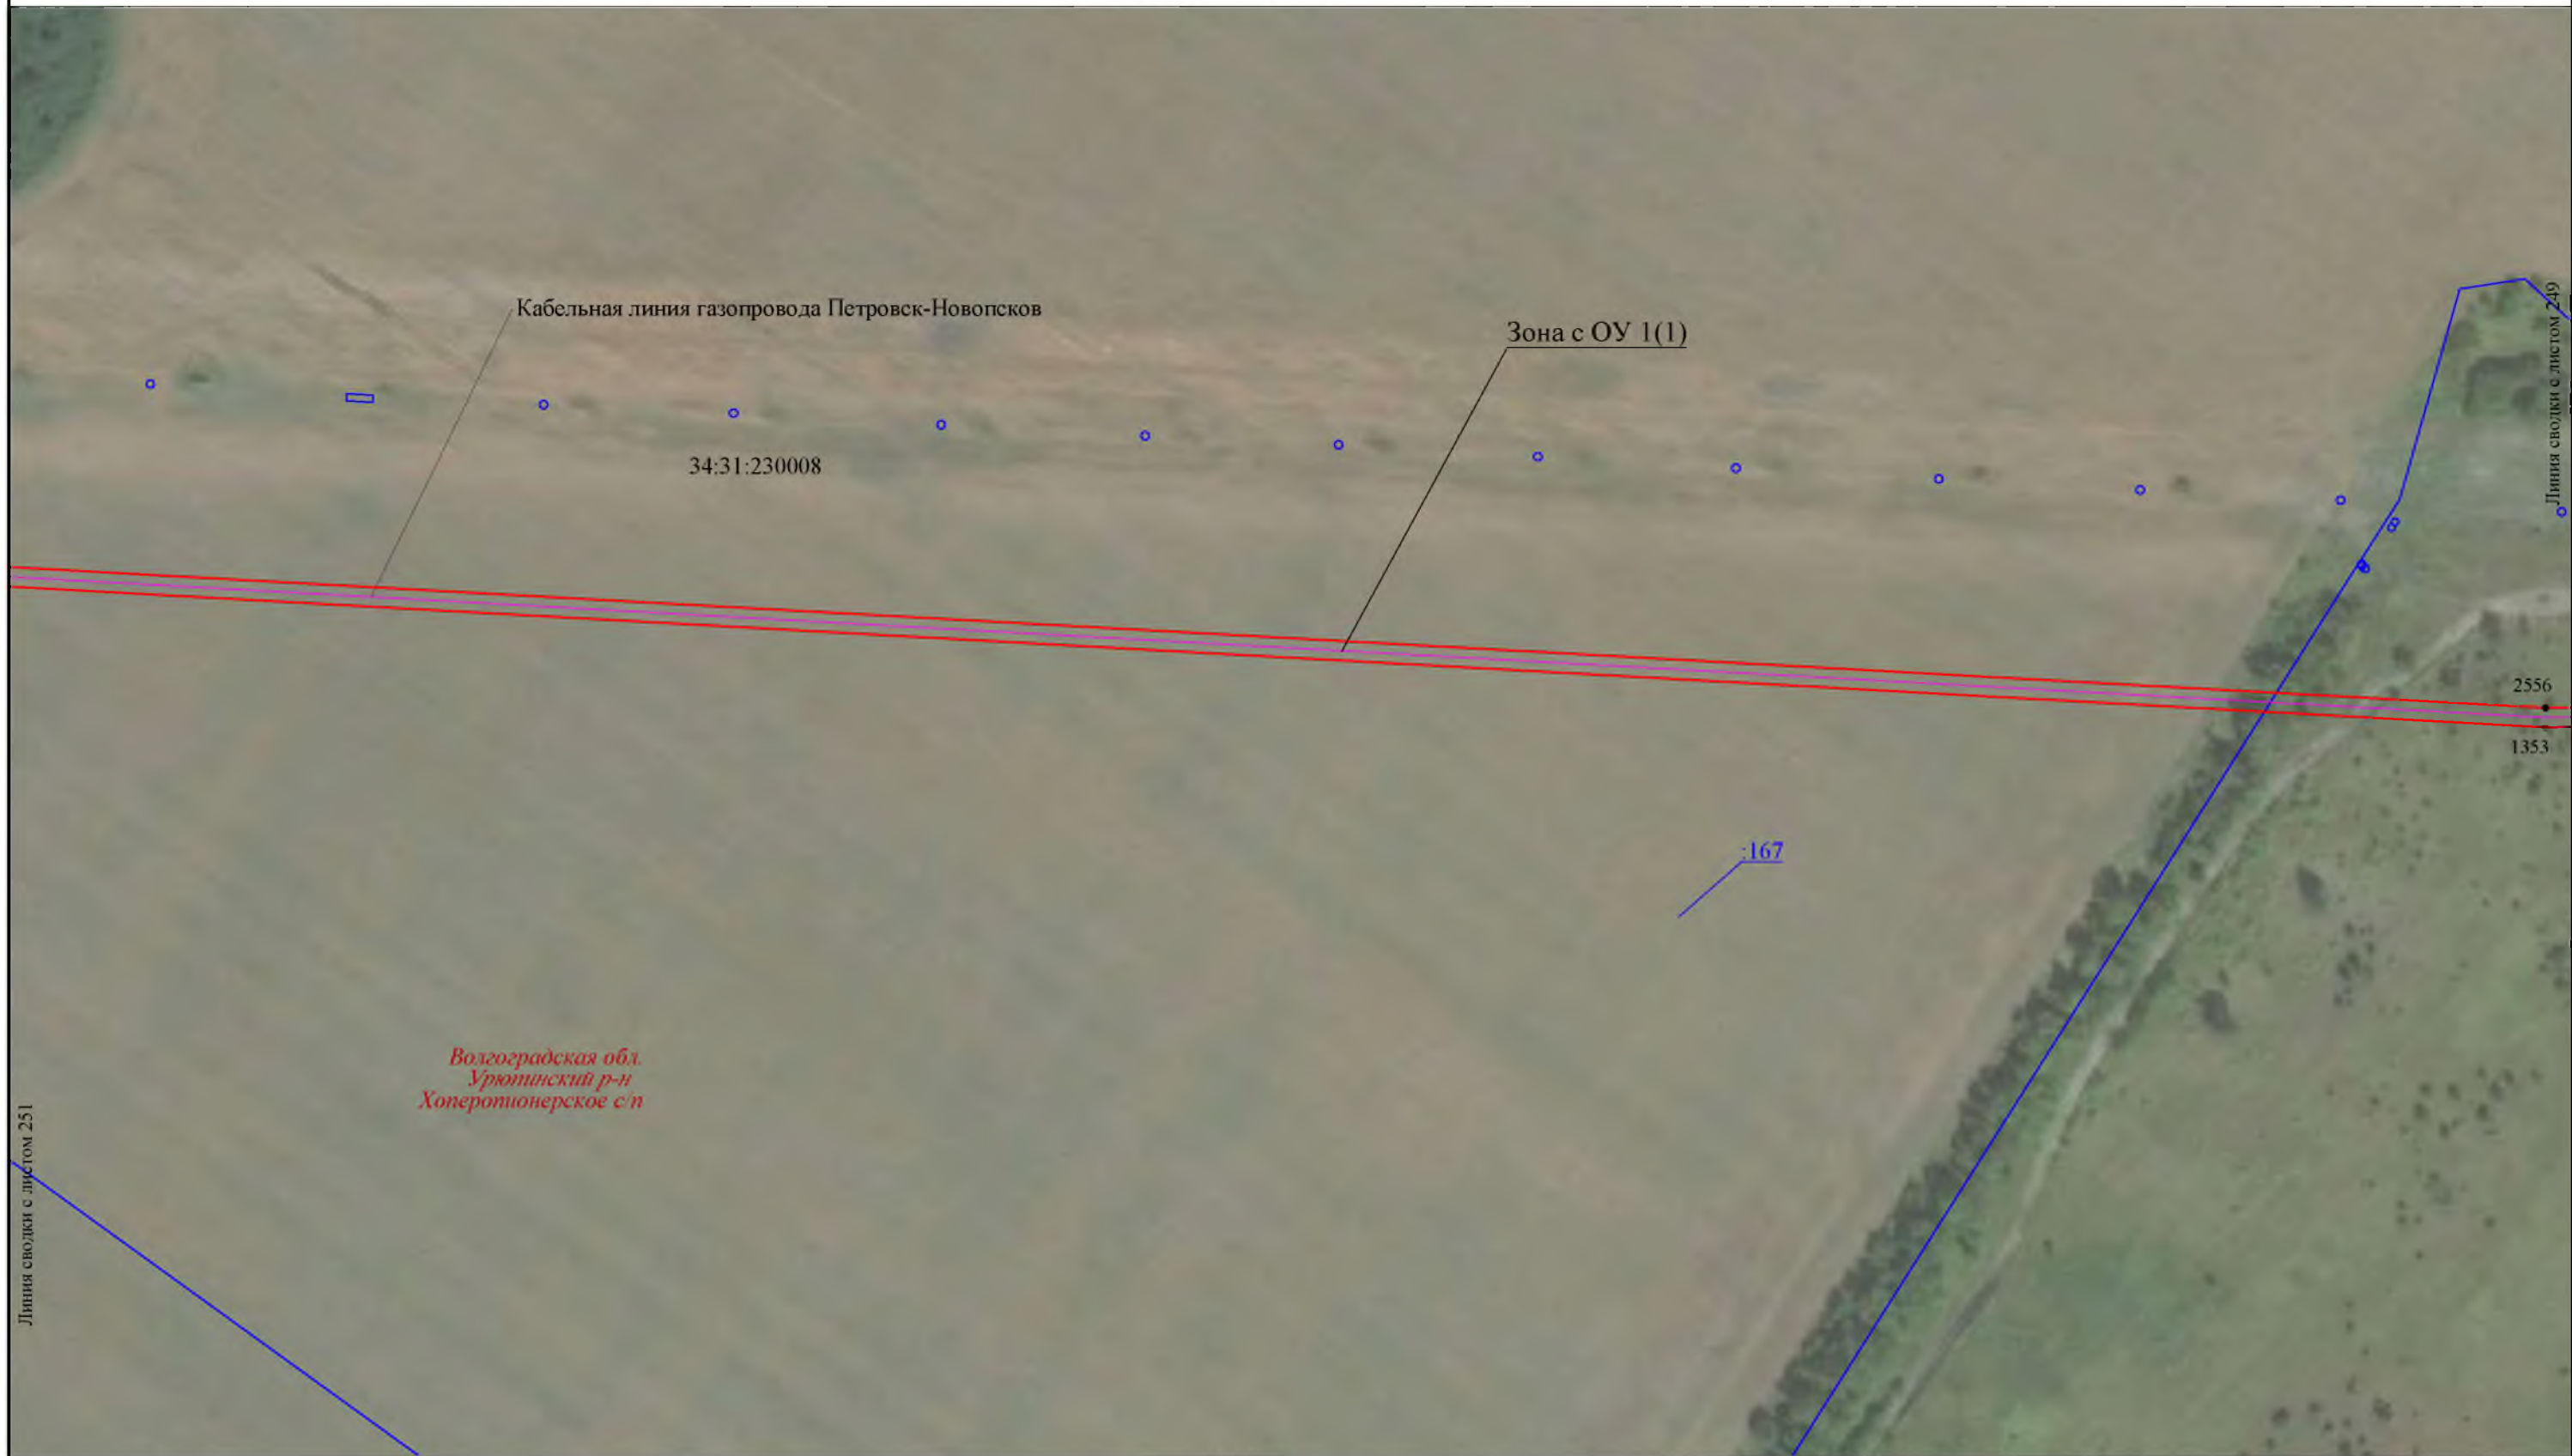 Кабельная линия газопровода Петровск-Новопсков
Зона с ОУ 1(1)
Линия сводки с листом 249
34:31:230008
2556
1353
:167
Волгоградская обл.
Урюпинский р-н
Хоперопионерское с/п
Линия сводки с листом 251